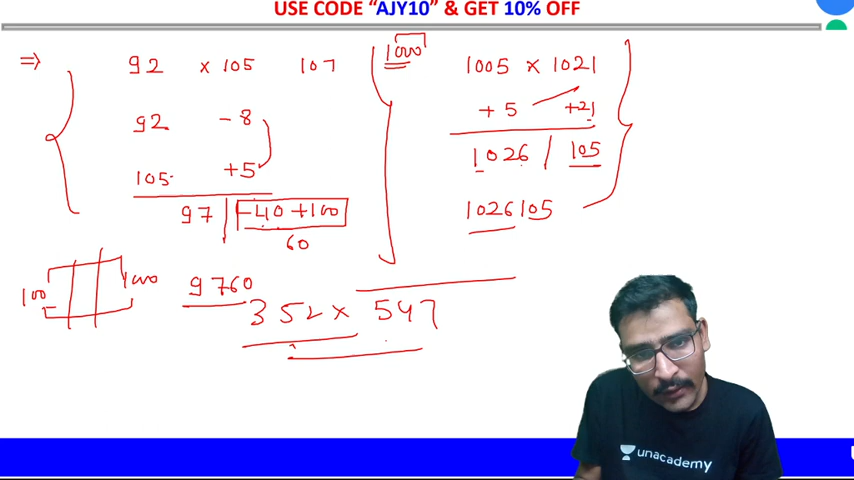 USE CODE "AJY10" & GET 10% OFF
⇒ 92 × 105 107
92 -8
105 +5
97 | -40 +100
60
9760
100 1000
1000
1005 × 1021
+5 +21
1026 / 105
1026105
352 × 547
unacademy